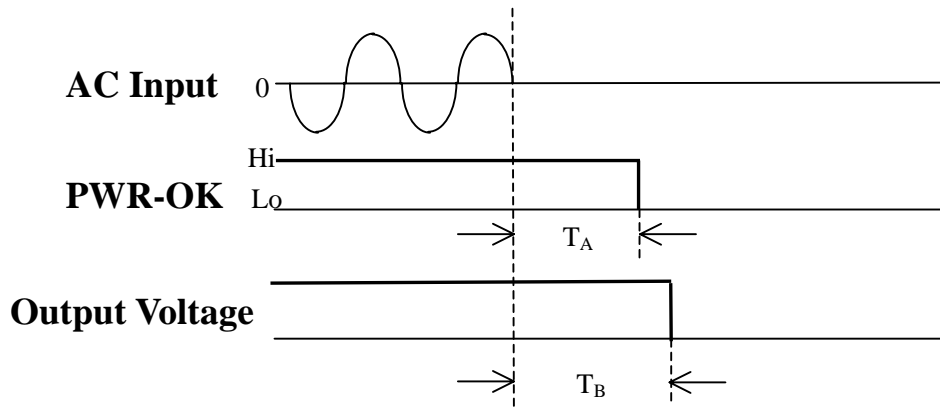 AC Input 0
Hi
PWR-OK Lo
TA
Output Voltage
TB